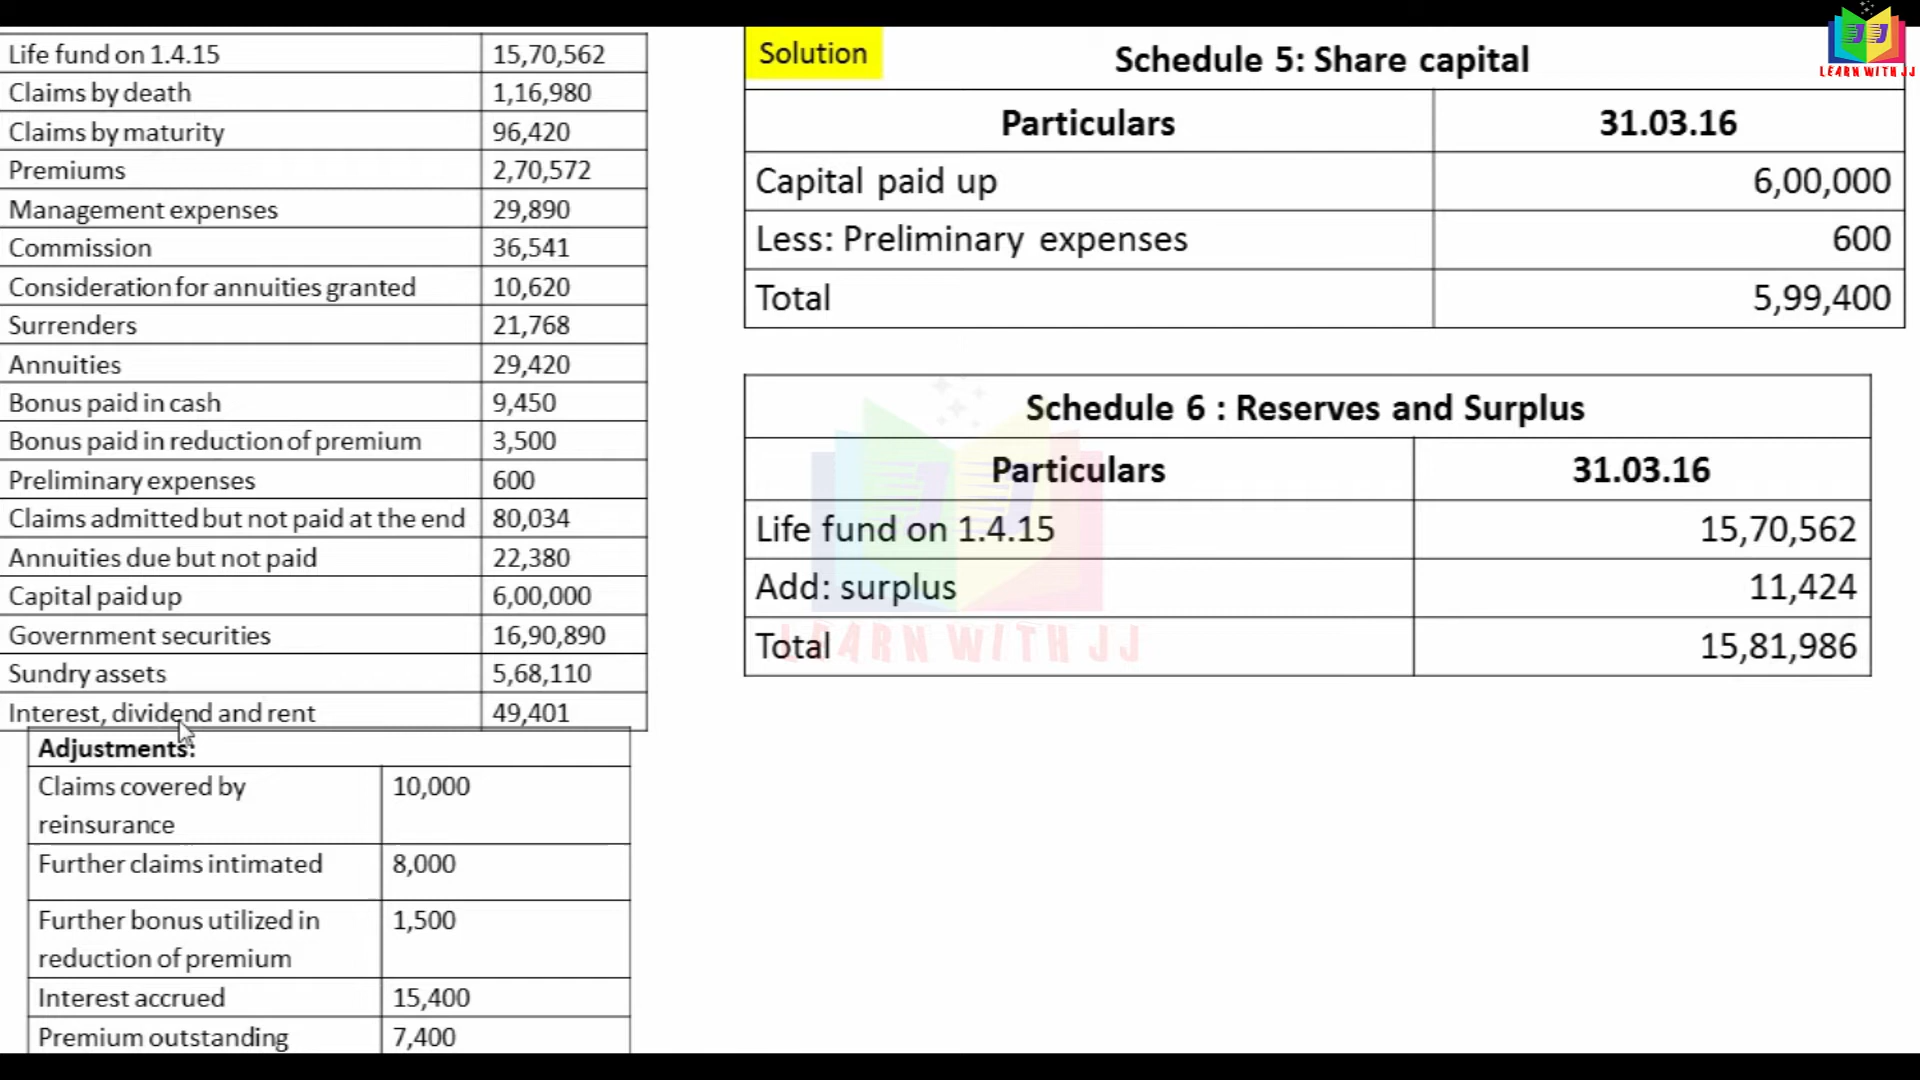 Life fund on 1.4.15 15,70,562
Claims by death 1,16,980
Claims by maturity 96,420
Premiums 2,70,572
Management expenses 29,890
Commission 36,541
Consideration for annuities granted 10,620
Surrenders 21,768
Annuities 29,420
Bonus paid in cash 9,450
Bonus paid in reduction of premium 3,500
Preliminary expenses 600
Claims admitted but not paid at the end 80,034
Annuities due but not paid 22,380
Capital paid up 6,00,000
Government securities 16,90,890
Sundry assets 5,68,110
Interest, dividend and rent 49,401
Adjustments:
Claims covered by 10,000
reinsurance
Further claims intimated 8,000
Further bonus utilized in 1,500
reduction of premium
Interest accrued 15,400
Premium outstanding 7,400
Solution
Schedule 5: Share capital
Particulars 31.03.16
Capital paid up 6,00,000
Less: Preliminary expenses 600
Total 5,99,400
Schedule 6 : Reserves and Surplus
Particulars 31.03.16
Life fund on 1.4.15 15,70,562
Add: surplus 11,424
Total 15,81,986
JJ
LEARN WITH JJ
JJ
LEARN WITH JJ